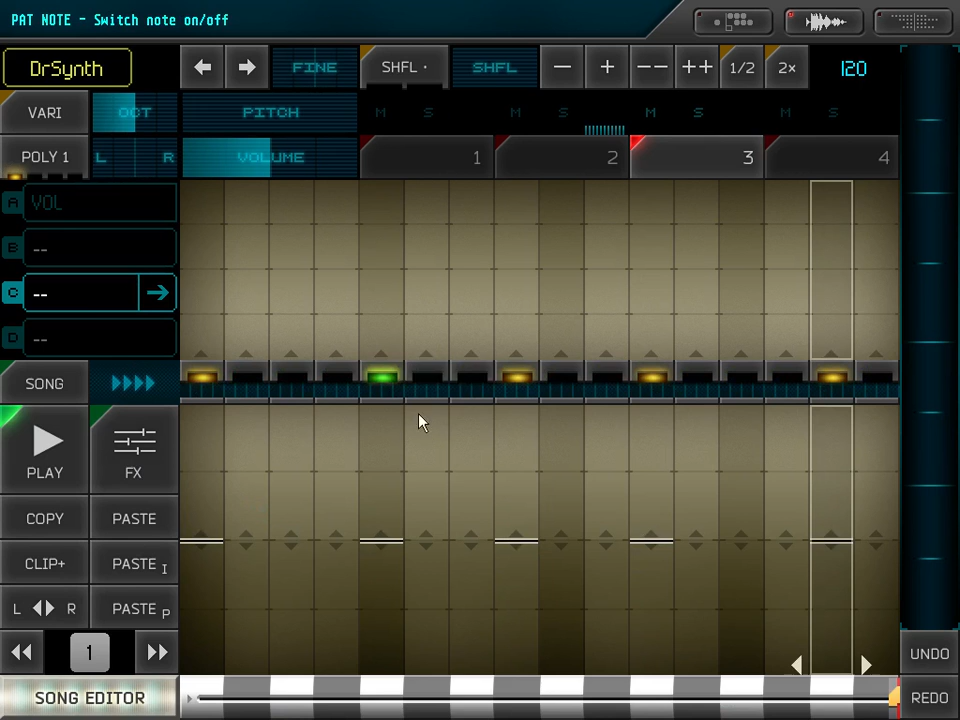 PAT NOTE - Switch note on/off
DrSynth
FINE
SHFL ·
SHFL
— + —— ++ 1/2 2×
120
VARI
OCT
PITCH
M S M S M S M S
POLY 1
L R
VOLUME
1 2 3 4
A VOL
B --
C --
D --
SONG
PLAY
FX
COPY
PASTE
CLIP+
PASTE I
L R
PASTE P
1
UNDO
SONG EDITOR
REDO